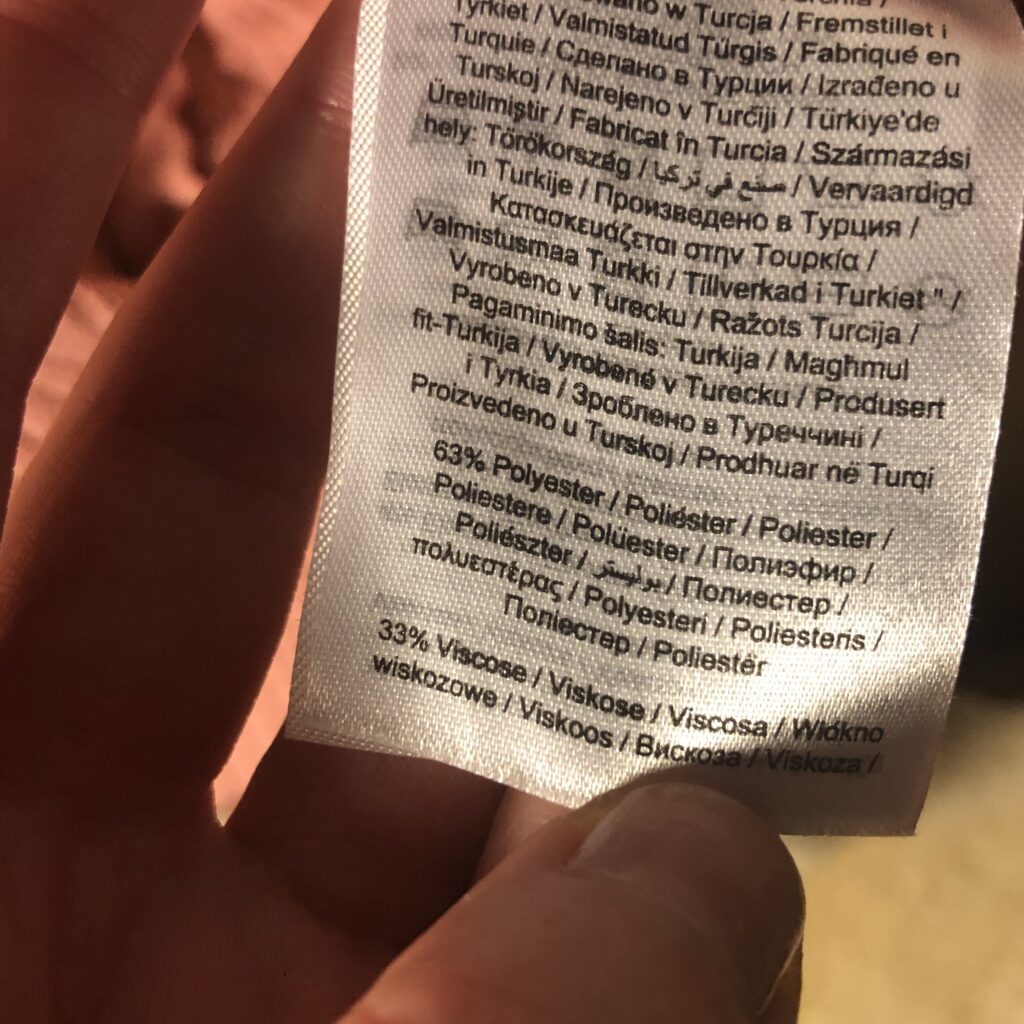 w Turcja / Fremstillet i
Tyrkiet / Valmistatud Türgis / Fabriqué en
Turquie / Сделано в Турции / Izrađeno u
Turskoj / Narejeno v Turčiji / Türkiye'de
Üretilmiştir / Fabricat în Turcia / Származási
hely: Törökország / صنع في تركيا / Vervaardigd
in Turkije / Произведено в Турция /
Κατασκευάζεται στην Τουρκία /
Valmistusmaa Turkki / Tillverkad i Turkiet " /
Vyrobeno v Turecku / Ražots Turcija /
Pagaminimo šalis: Turkija / Magħmul
fit-Turkija / Vyrobené v Turecku / Produsert
i Tyrkia / Зроблено в Туреччині /
Proizvedeno u Turskoj / Prodhuar në Turqi
63% Polyester / Poliéster / Poliester /
Poliestere / Polüester / Полиэфир /
Poliészter / بوليستر / Полиестер /
πολυεστέρας / Polyesteri / Poliesteris /
Поліестер / Poliestër
33% Viscose / Viskose / Viscosa / Włókno
wiskozowe / Viskoos / Вискоза / Viskoza /